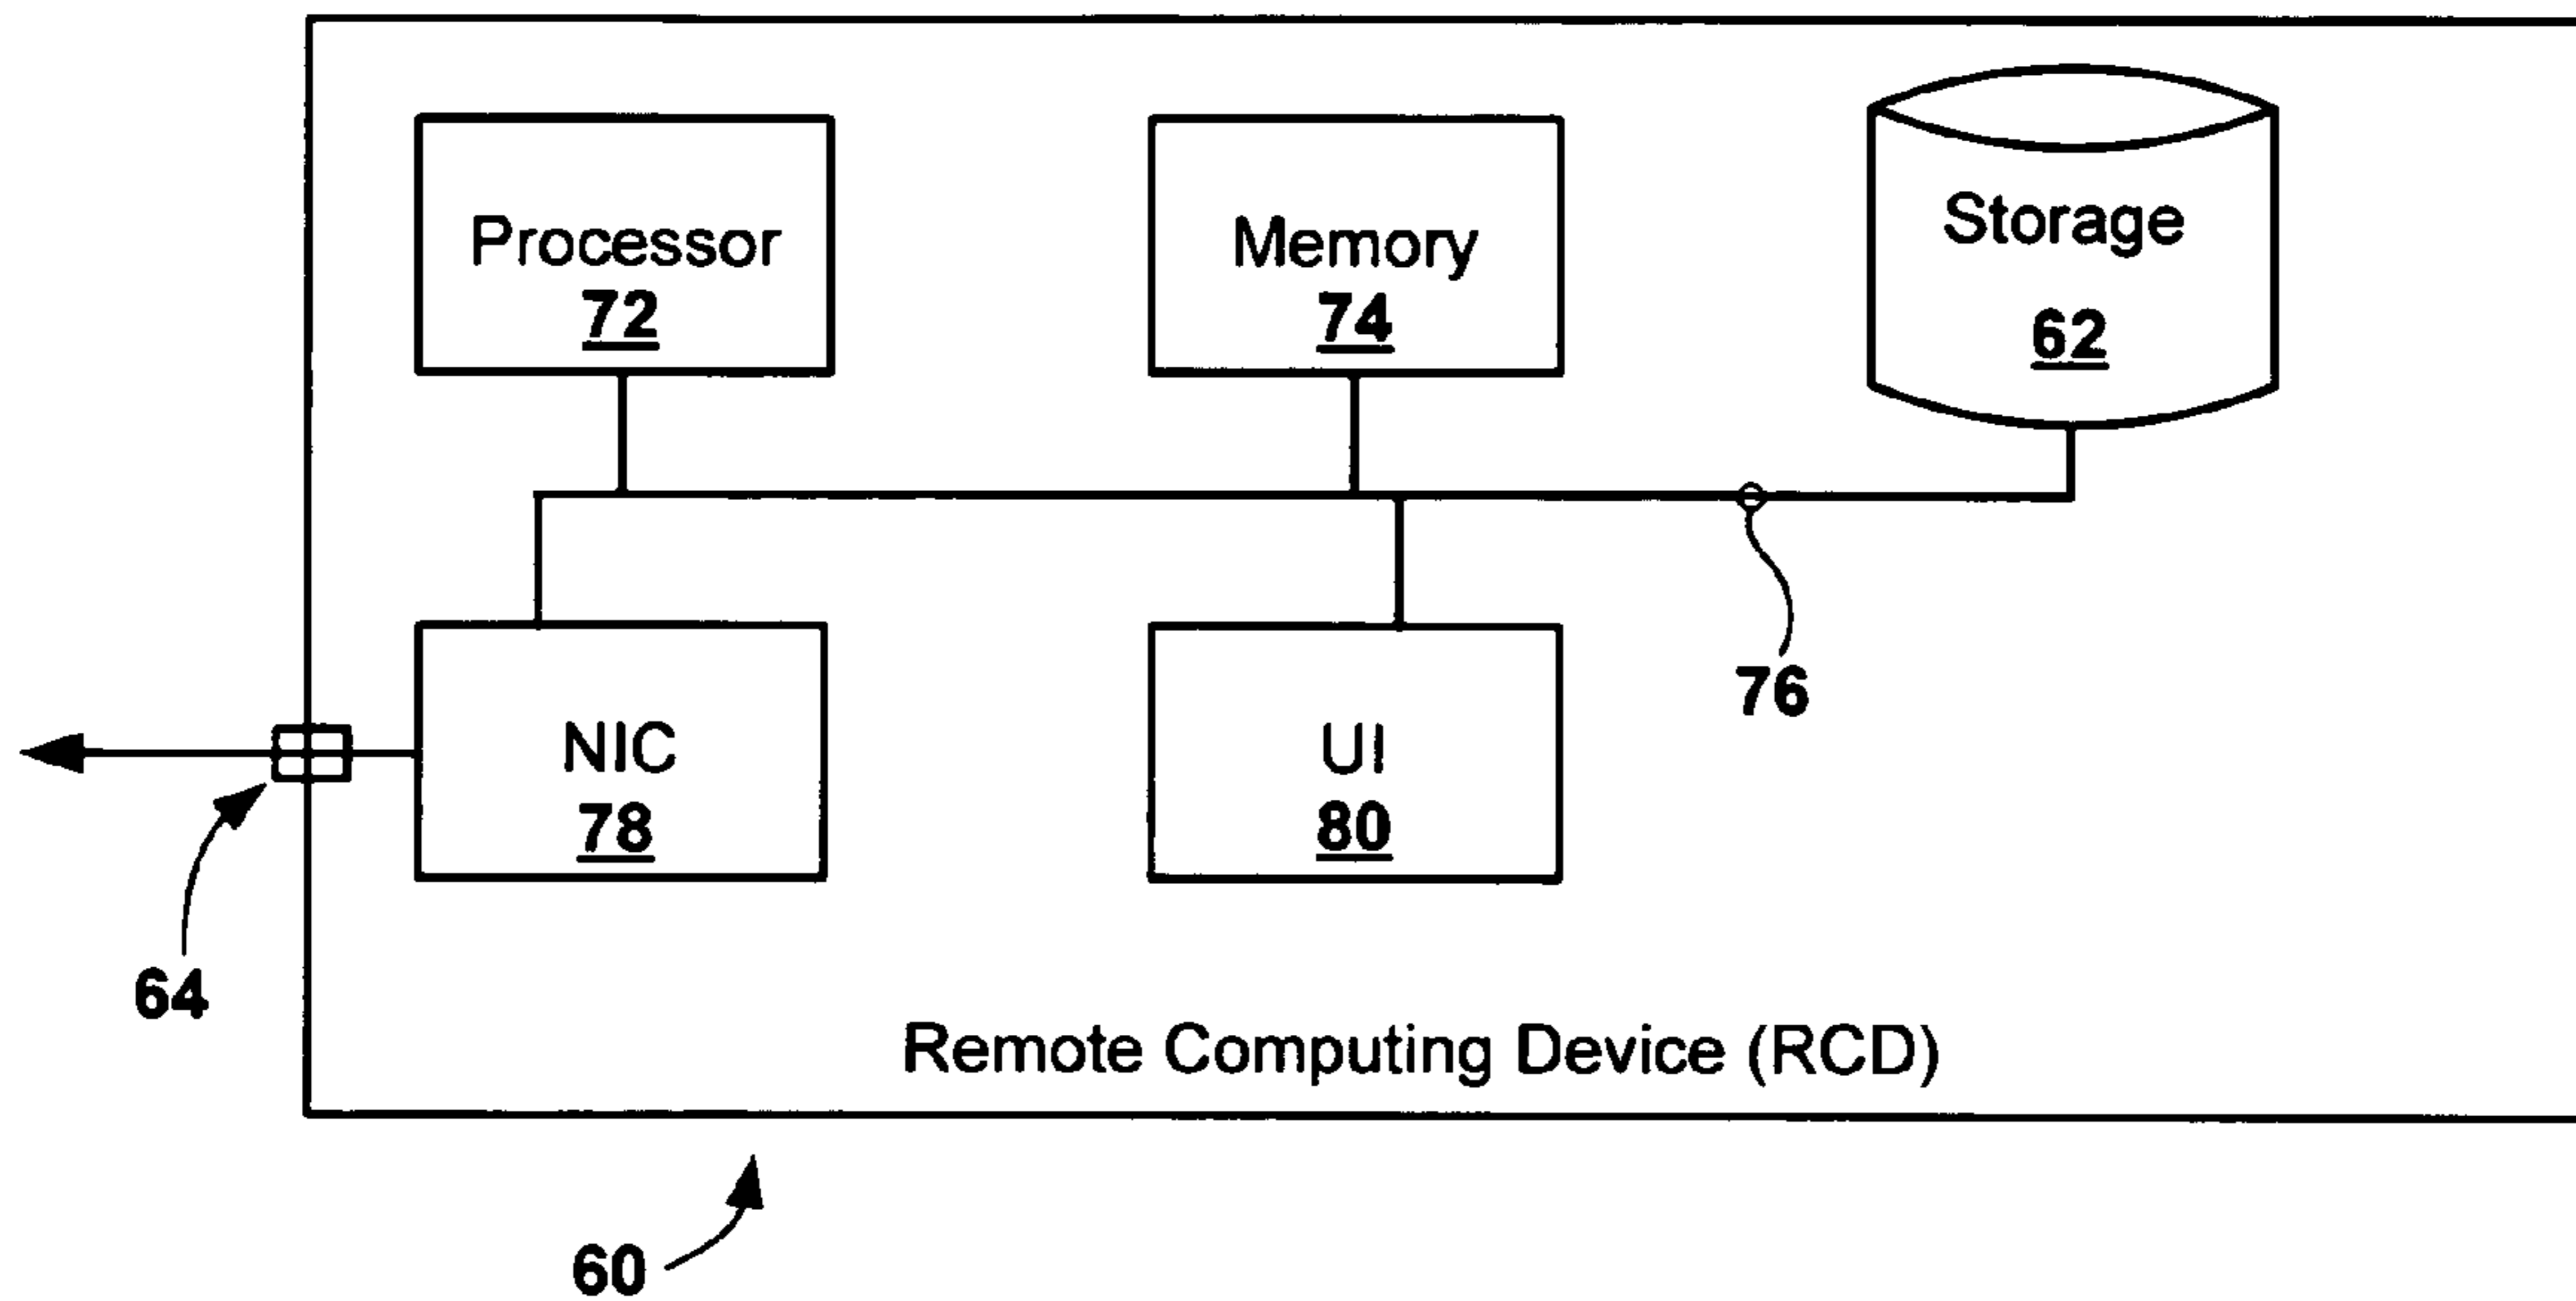 Processor
72
Memory
74
Storage
62
76
NIC
78
UI
80
64
Remote Computing Device (RCD)
60